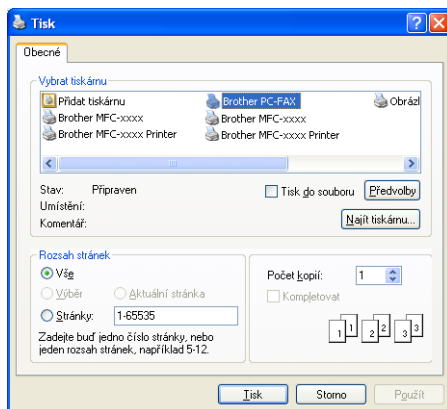 Tisk
Obecné
Vybrat tiskárnu
Přidat tiskárnu
Brother PC-FAX
Obrázl
Brother MFC-xxxx
Brother MFC-xxxx
Brother MFC-xxxx Printer
Brother MFC-xxxx Printer
Stav: Připraven
Tisk do souboru
Předvolby
Umístění:
Komentář:
Najít tiskárnu...
Rozsah stránek
Vše
Počet kopií: 1
Výběr
Aktuální stránka
Kompletovat
Stránky: 1-65535
Zadejte buď jedno číslo stránky, nebo
jeden rozsah stránek, například 5-12.
1 1 2 2 3 3
Tisk
Storno
Použít